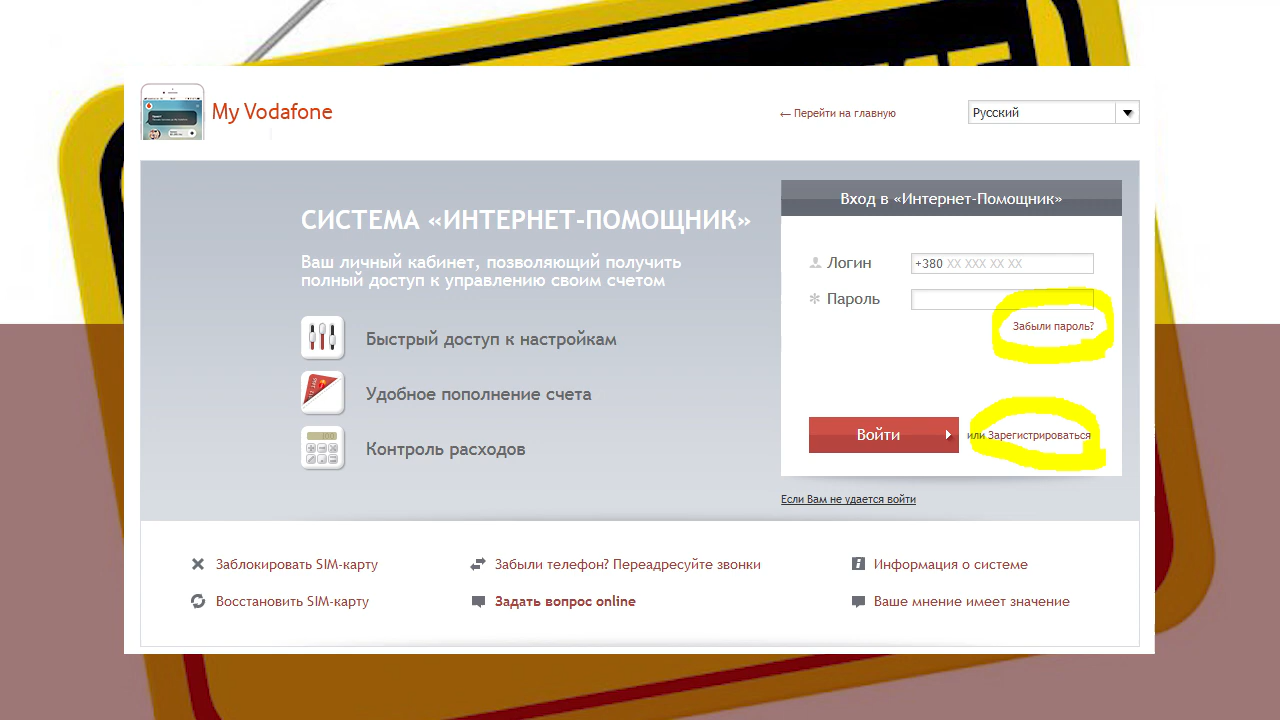 My Vodafone
← Перейти на главную
Русский
СИСТЕМА «ИНТЕРНЕТ-ПОМОЩНИК»
Ваш личный кабинет, позволяющий получить
полный доступ к управлению своим счетом
Быстрый доступ к настройкам
Удобное пополнение счета
Контроль расходов
Вход в «Интернет-Помощник»
Логин
+380 XX XXX XX XX
Пароль
Забыли пароль?
Войти
или Зарегистрироваться
Если Вам не удается войти
Заблокировать SIM-карту
Забыли телефон? Переадресуйте звонки
Информация о системе
Восстановить SIM-карту
Задать вопрос online
Ваше мнение имеет значение